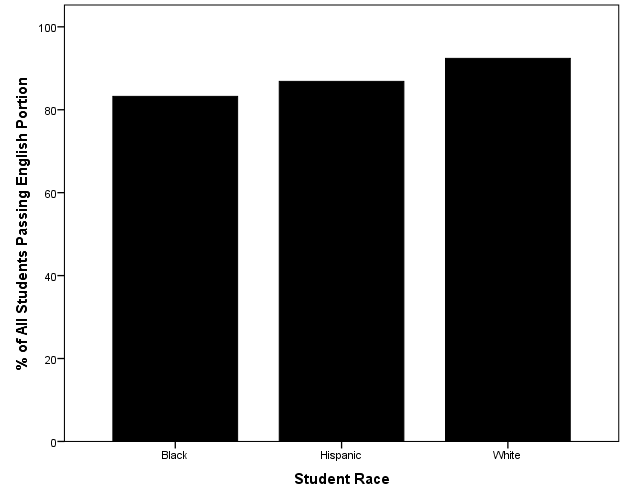 % of All Students Passing English Portion
100
80
60
40
20
0
Black
Hispanic
White
Student Race